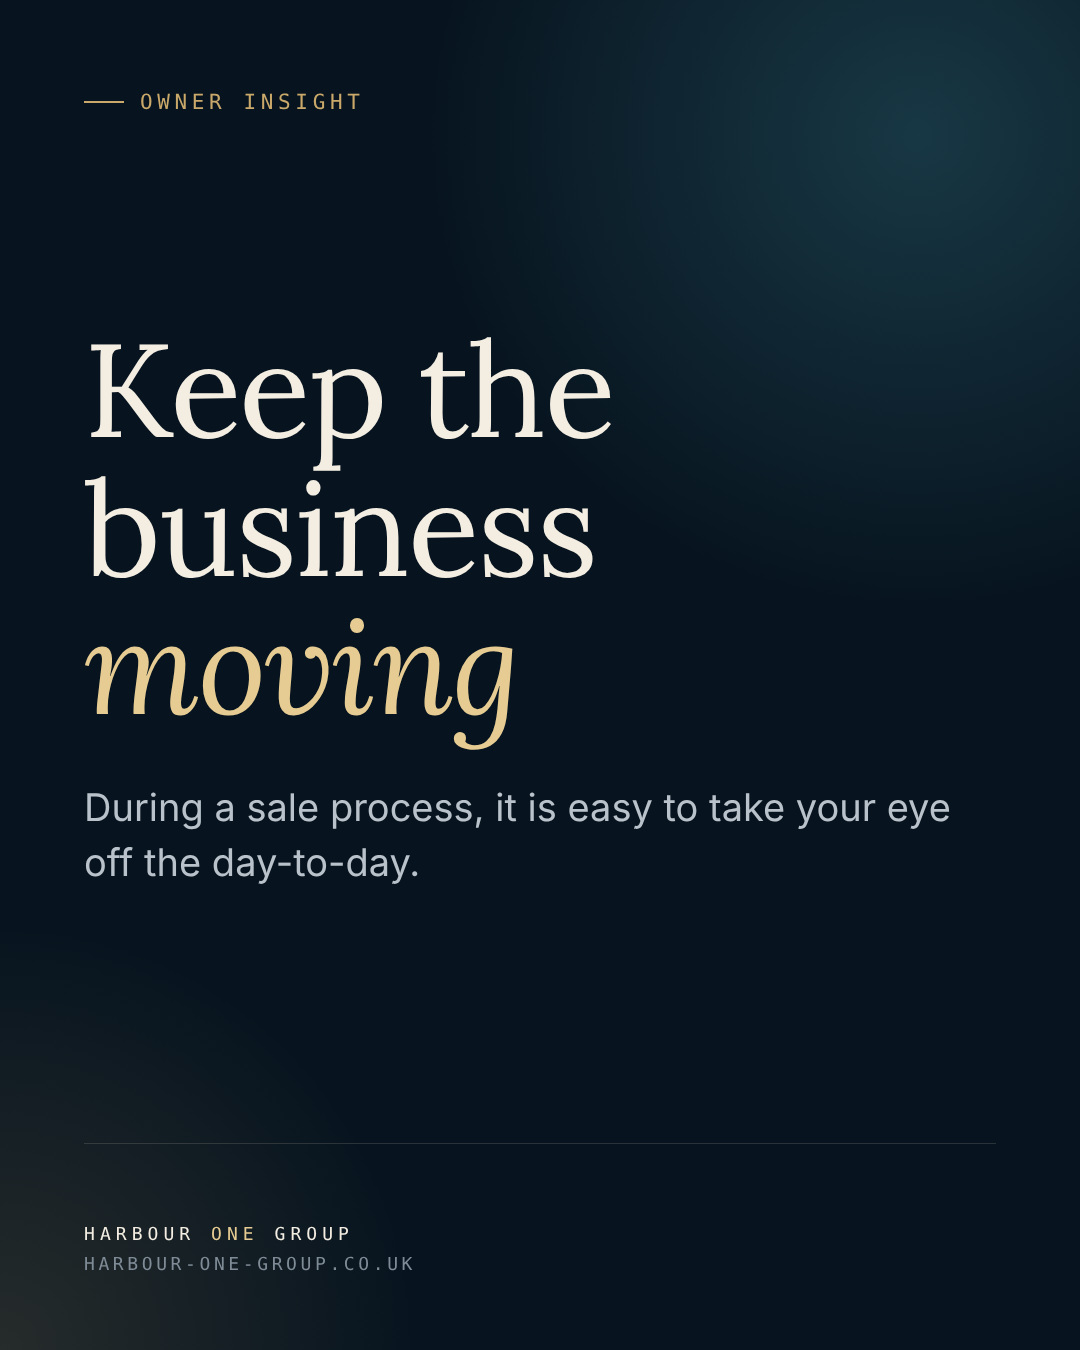 OWNER INSIGHT
Keep the
business
moving
During a sale process, it is easy to take your eye
off the day-to-day.
HARBOUR ONE GROUP
HARBOUR-ONE-GROUP.CO.UK